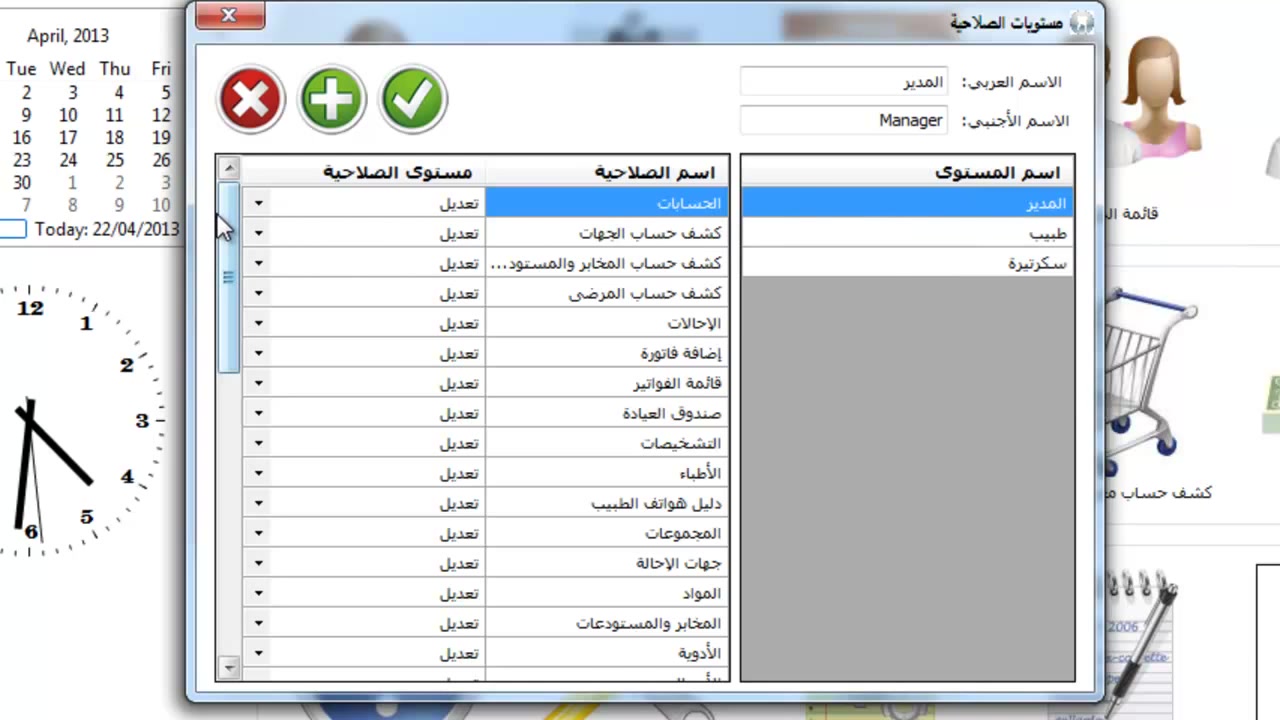 مستويات الصلاحية
الاسم العربي: المدير
الاسم الأجنبي: Manager
اسم المستوى
المدير
طبيب
سكرتيرة
اسم الصلاحية مستوى الصلاحية
الحسابات تعديل
كشف حساب الجهات تعديل
كشف حساب المخابر والمستود... تعديل
كشف حساب المرضى تعديل
الإحالات تعديل
إضافة فاتورة تعديل
قائمة الفواتير تعديل
صندوق العيادة تعديل
التشخيصات تعديل
الأطباء تعديل
دليل هواتف الطبيب تعديل
المجموعات تعديل
جهات الإحالة تعديل
المواد تعديل
المخابر والمستودعات تعديل
الأدوية تعديل
April, 2013
Tue Wed Thu Fri
2 3 4 5
9 10 11 12
16 17 18 19
23 24 25 26
30 1 2 3
7 8 9 10
Today: 22/04/2013
12
1
2
3
4
5
6
قائمة
كشف حساب
2006